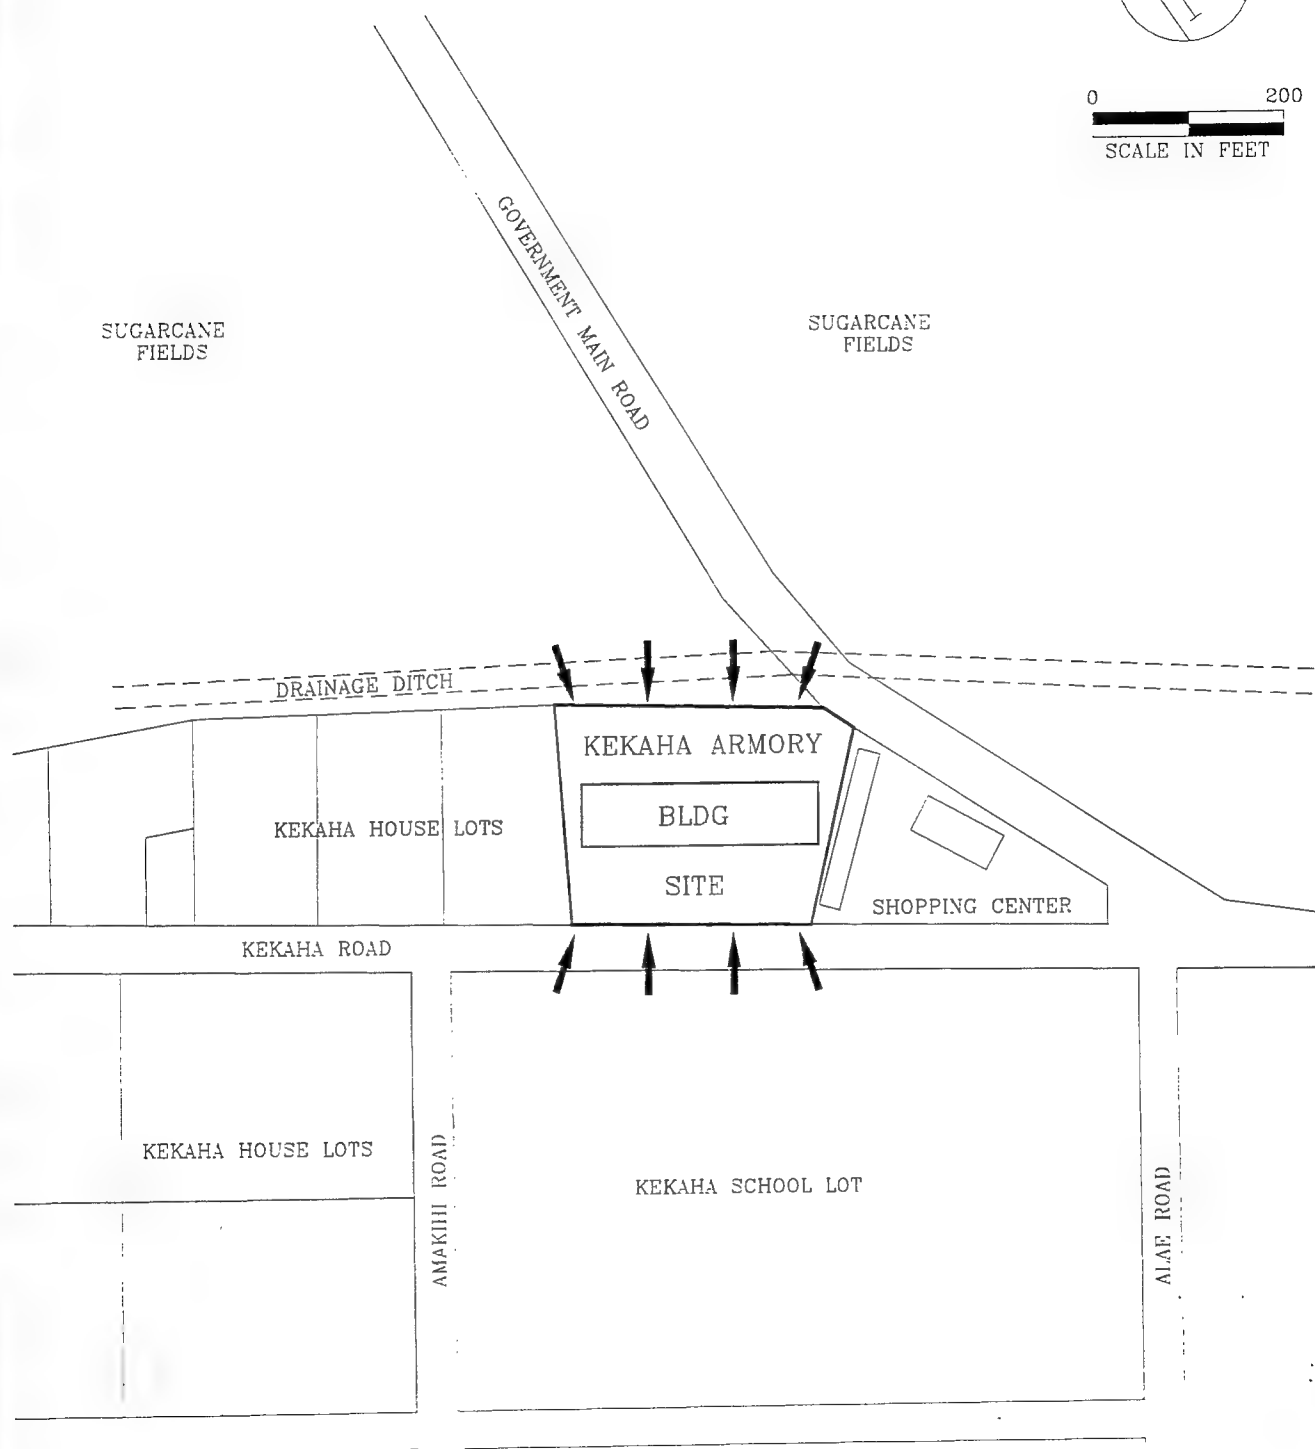 0 200
SCALE IN FEET
GOVERNMENT MAIN ROAD
SUGARCANE
FIELDS
SUGARCANE
FIELDS
DRAINAGE DITCH
KEKAHA ARMORY
BLDG
SITE
KEKAHA HOUSE LOTS
SHOPPING CENTER
KEKAHA ROAD
KEKAHA HOUSE LOTS
AMAKIHI ROAD
KEKAHA SCHOOL LOT
ALAE ROAD